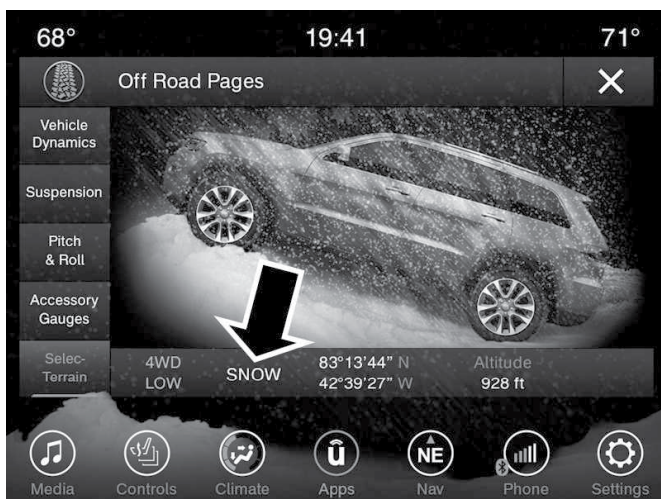 68°
19:41
71°
Off Road Pages
Vehicle
Dynamics
Suspension
Pitch
& Roll
Accessory
Gauges
Selec-
Terrain
4WD
LOW
SNOW
83°13'44" N
42°39'27" W
Altitude
928 ft
û
NE
Media
Controls
Climate
Apps
Nav
Phone
Settings